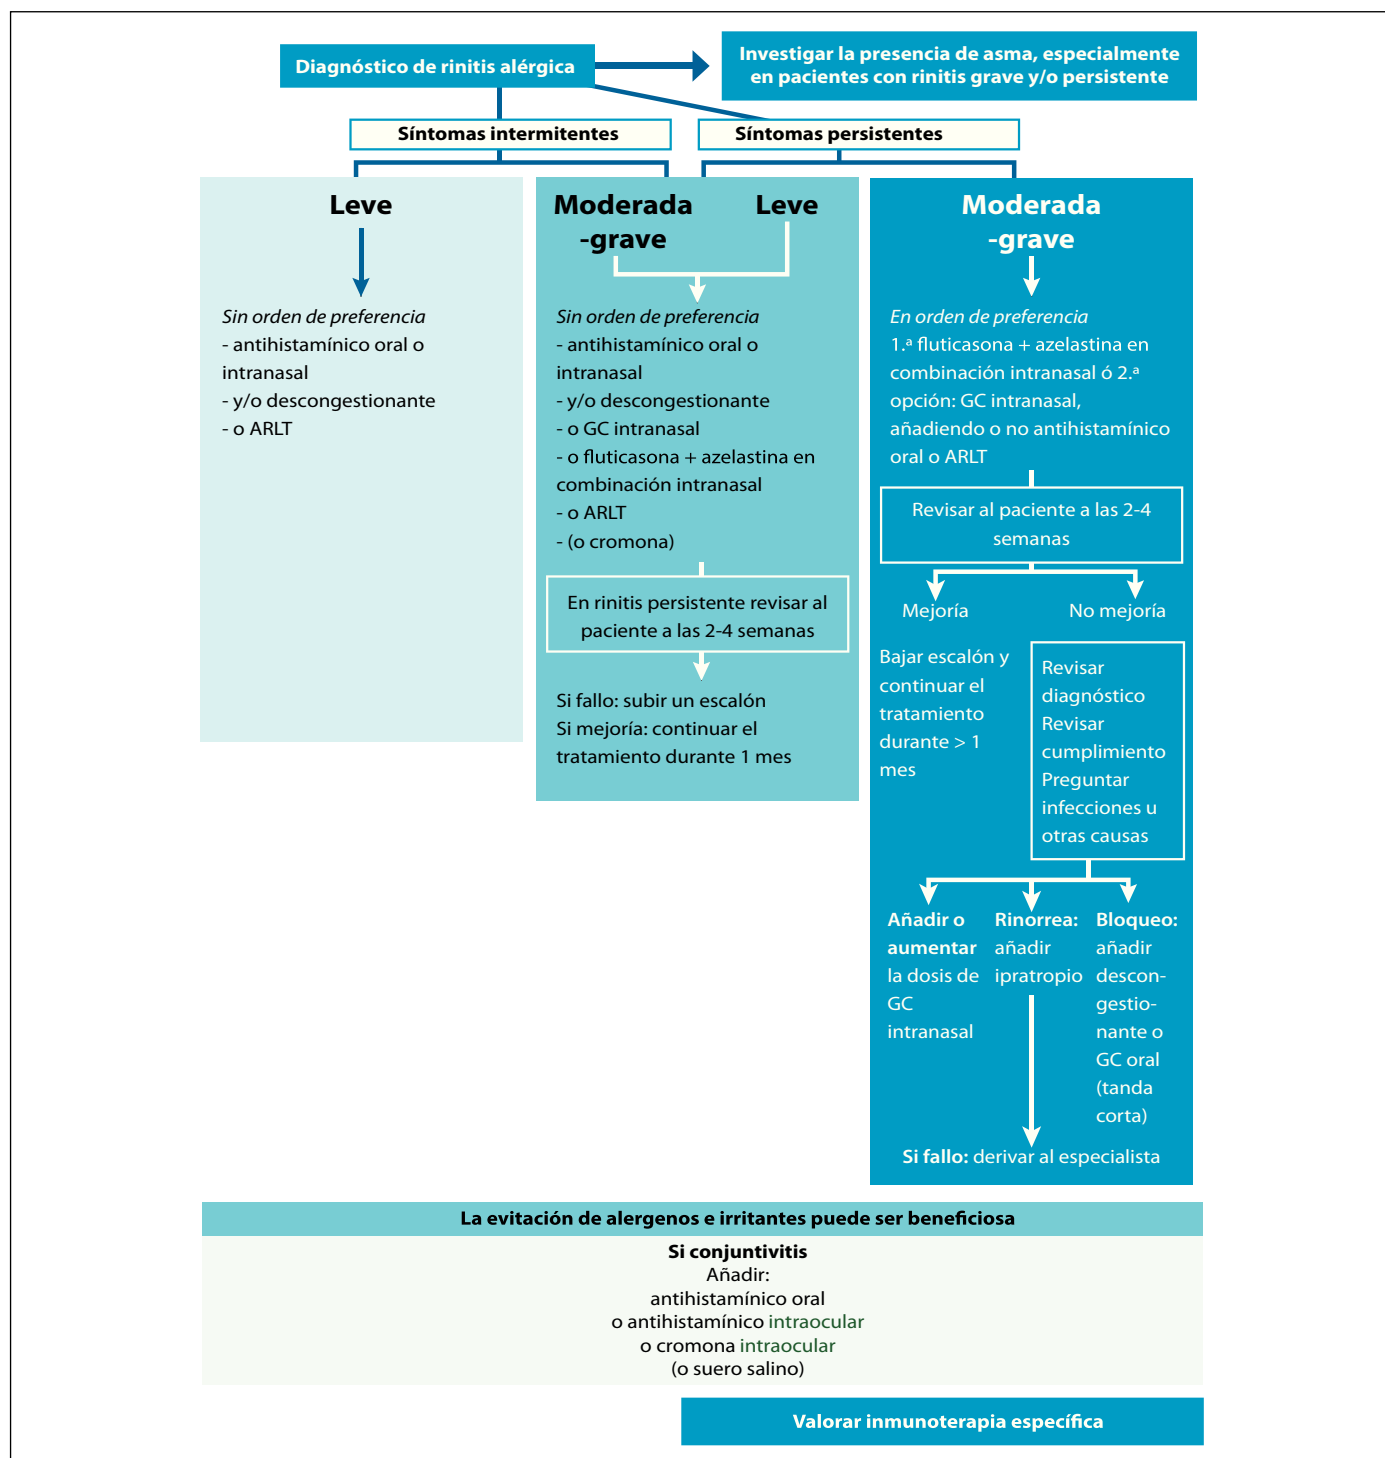 Diagnóstico de rinitis alérgica
Investigar la presencia de asma, especialmente
en pacientes con rinitis grave y/o persistente
Síntomas intermitentes
Síntomas persistentes
Leve
Sin orden de preferencia
- antihistamínico oral o
intranasal
- y/o descongestionante
- o ARLT
Moderada
-grave
Leve
Sin orden de preferencia
- antihistamínico oral o
intranasal
- y/o descongestionante
- o GC intranasal
- o fluticasona + azelastina en
combinación intranasal
- o ARLT
- (o cromona)
En rinitis persistente revisar al
paciente a las 2-4 semanas
Si fallo: subir un escalón
Si mejoría: continuar el
tratamiento durante 1 mes
Moderada
-grave
En orden de preferencia
1.ª fluticasona + azelastina en
combinación intranasal ó 2.ª
opción: GC intranasal,
añadiendo o no antihistamínico
oral o ARLT
Revisar al paciente a las 2-4
semanas
Mejoría
No mejoría
Bajar escalón y
continuar el
tratamiento
durante > 1
mes
Revisar
diagnóstico
Revisar
cumplimiento
Preguntar
infecciones u
otras causas
Añadir o
aumentar
la dosis de
GC
intranasal
Rinorrea:
añadir
ipratropio
Bloqueo:
añadir
descon-
gestio-
nante o
GC oral
(tanda
corta)
Si fallo: derivar al especialista
La evitación de alergenos e irritantes puede ser beneficiosa
Si conjuntivitis
Añadir:
antihistamínico oral
o antihistamínico intraocular
o cromona intraocular
(o suero salino)
Valorar inmunoterapia específica